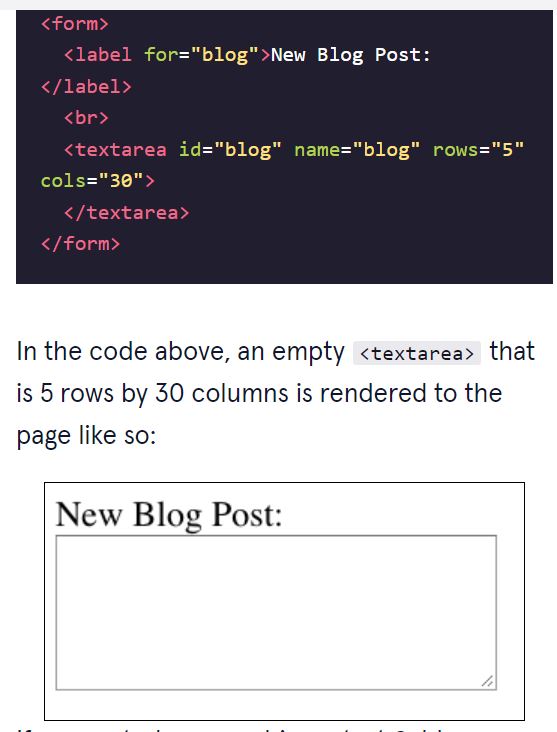 <form>
<label for="blog">New Blog Post:
</label>
<br>
<textarea id="blog" name="blog" rows="5"
cols="30">
</textarea>
</form>
In the code above, an empty <textarea> that
is 5 rows by 30 columns is rendered to the
page like so:
New Blog Post: